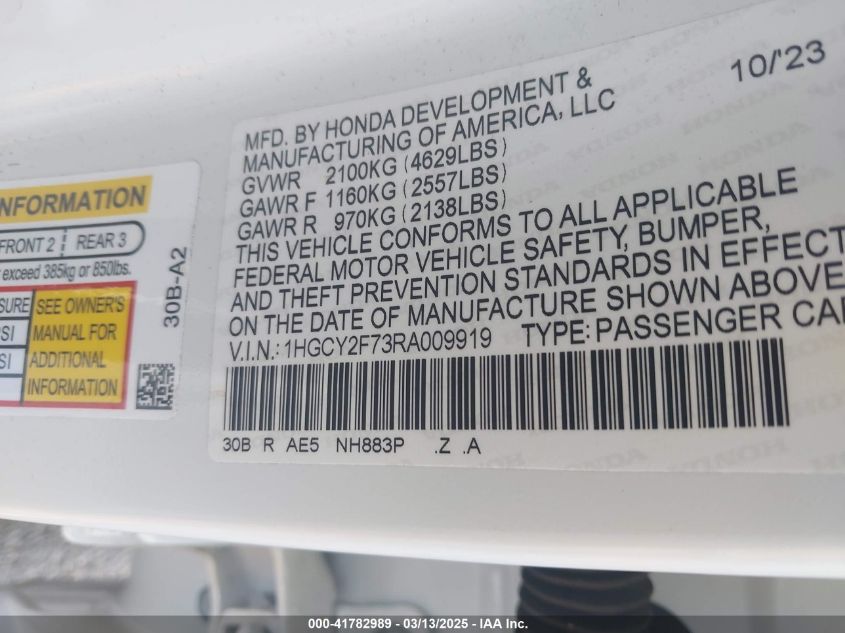 10/'23
MFD. BY HONDA DEVELOPMENT &
MANUFACTURING OF AMERICA, LLC
GVWR 2100KG (4629LBS)
GAWR F 1160KG (2557LBS)
GAWR R 970KG (2138LBS)
THIS VEHICLE CONFORMS TO ALL APPLICABLE
FEDERAL MOTOR VEHICLE SAFETY, BUMPER,
AND THEFT PREVENTION STANDARDS IN EFFECT
ON THE DATE OF MANUFACTURE SHOWN ABOVE
V.I.N.: 1HGCY2F73RA009919 TYPE: PASSENGER CAR
30B R AE5 NH883P .Z .A
INFORMATION
FRONT 2 REAR 3
exceed 385kg or 850lbs.
SEE OWNER'S
MANUAL FOR
ADDITIONAL
INFORMATION
30B-A2
HONDA
000-41782989 - 03/13/2025 - IAA Inc.